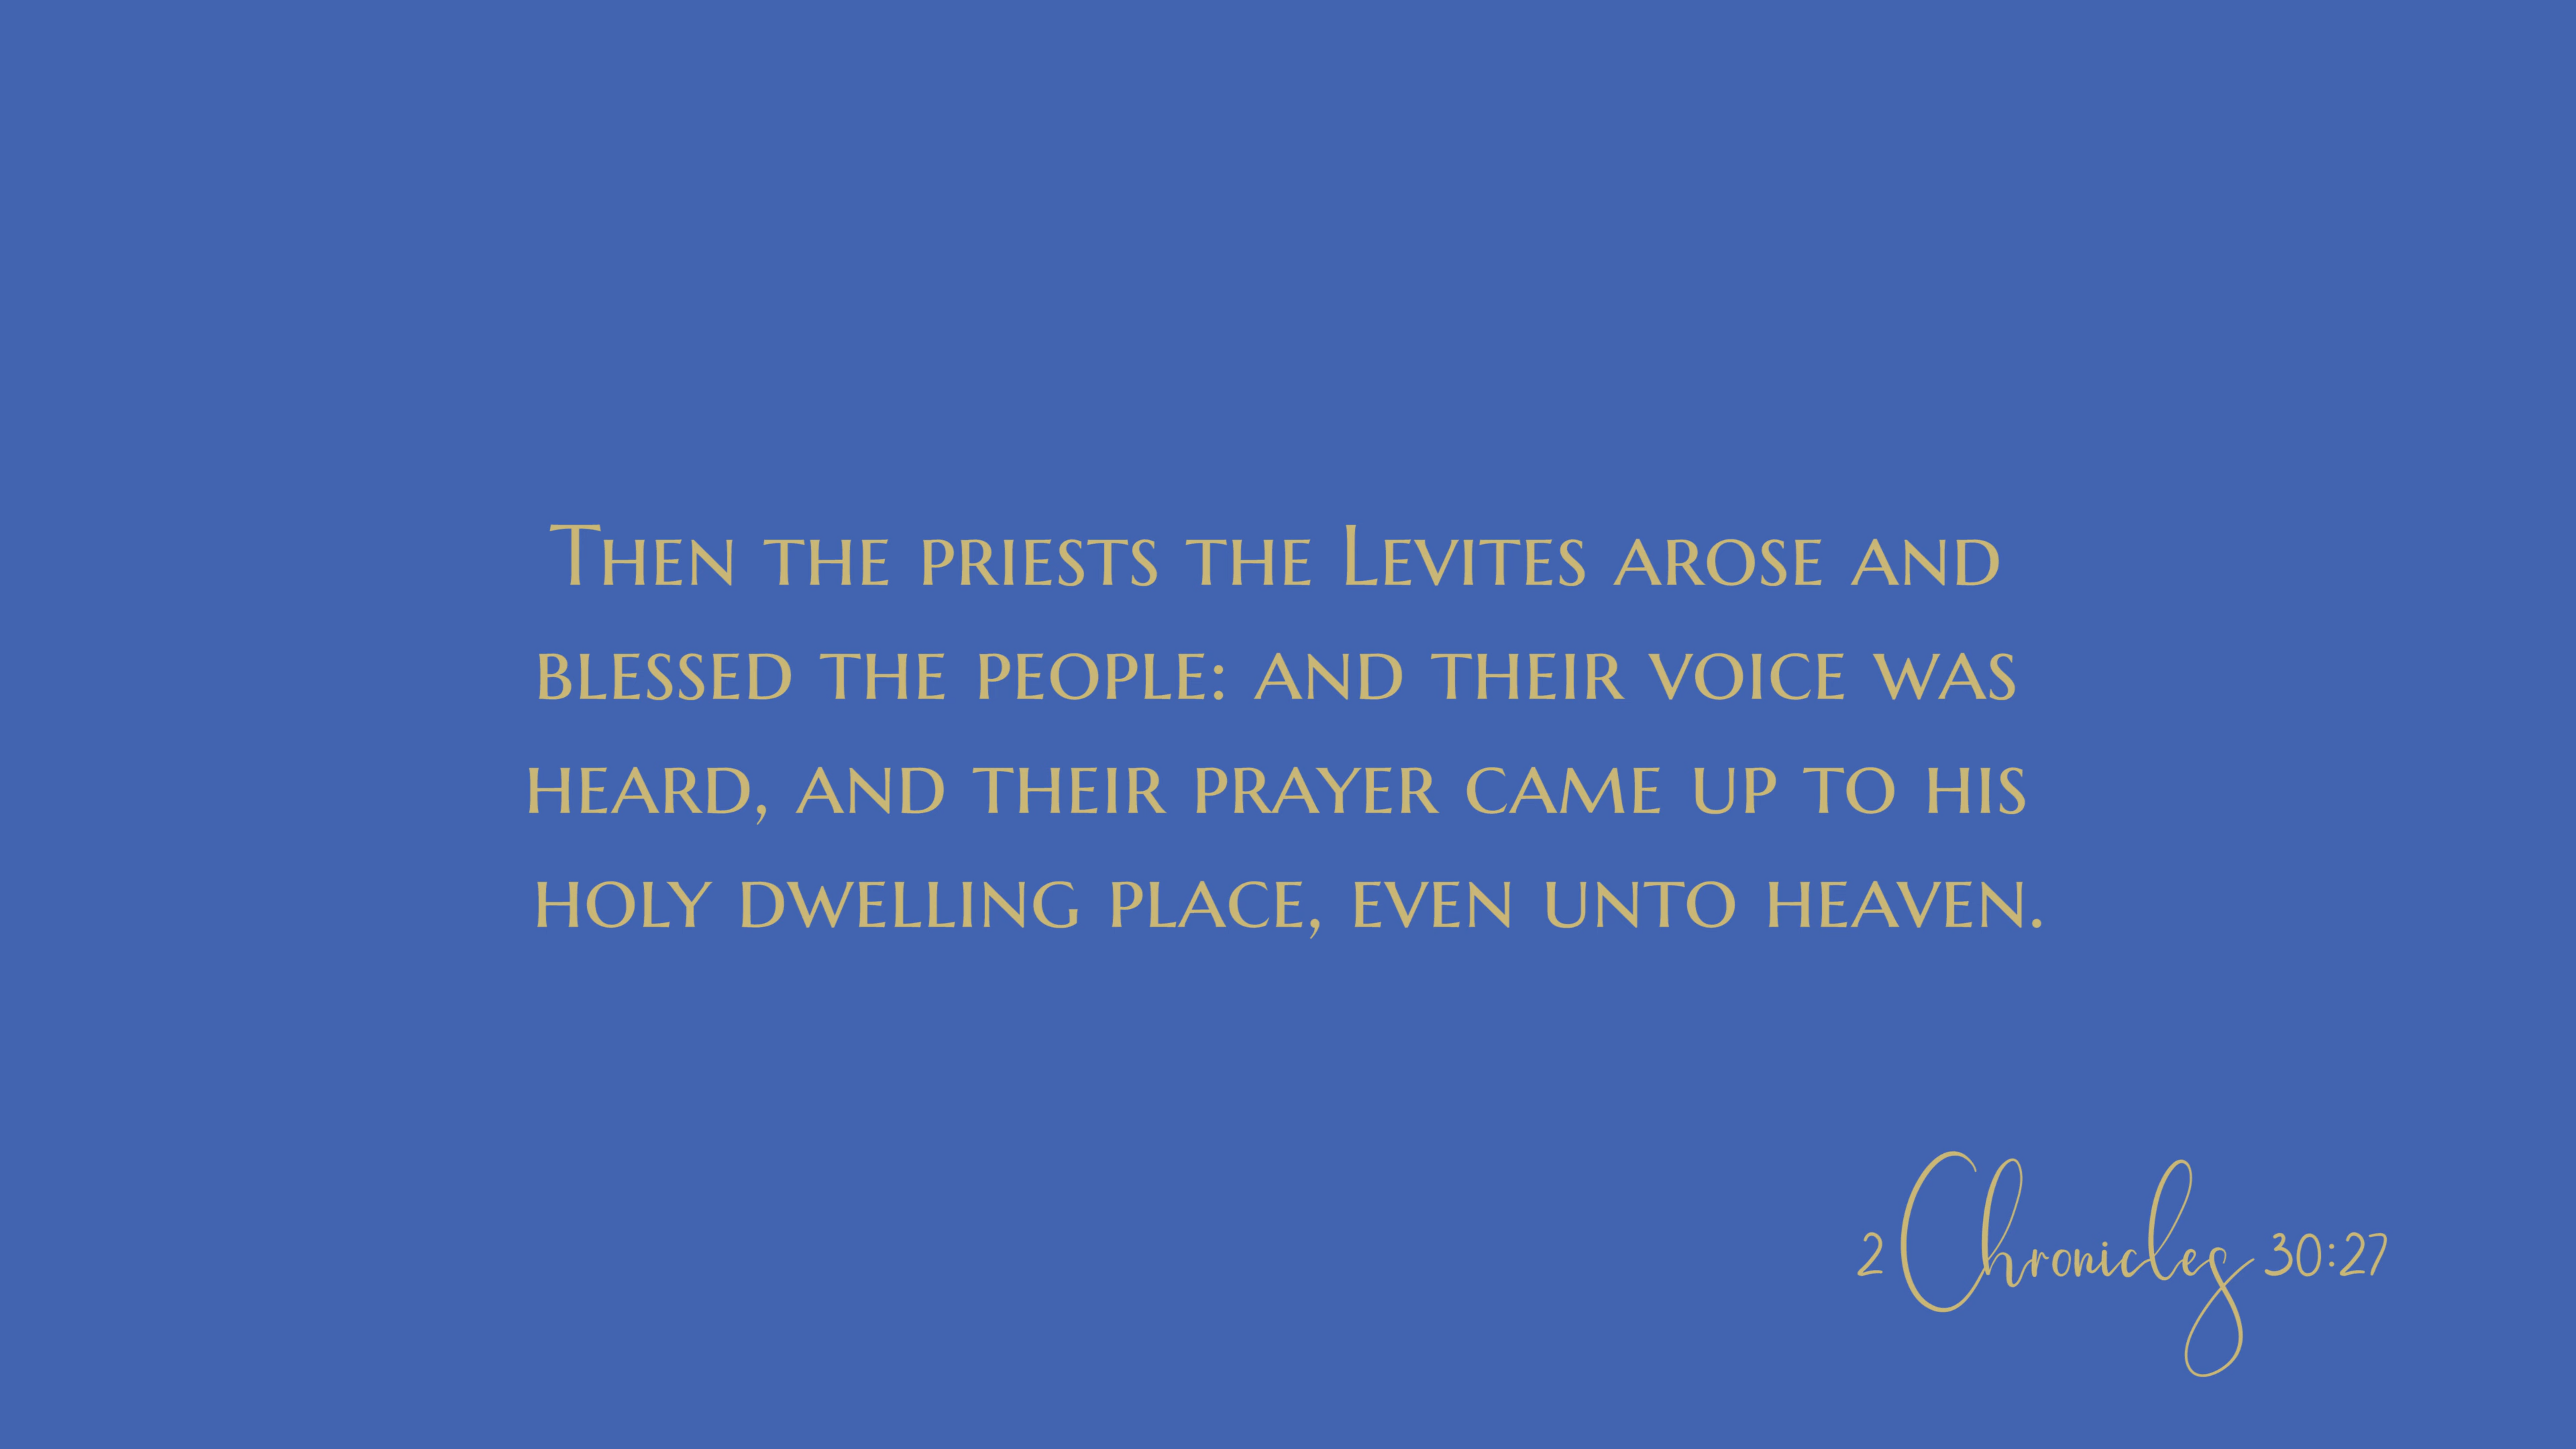 Then the priests the Levites arose and
blessed the people: and their voice was
heard, and their prayer came up to his
holy dwelling place, even unto heaven.
2 Chronicles 30:27